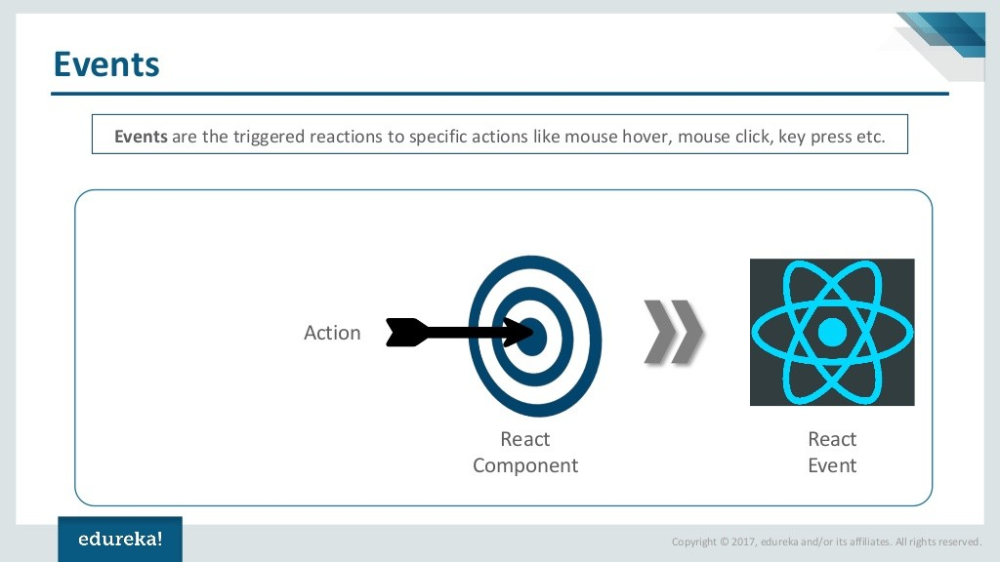 Events
Events are the triggered reactions to specific actions like mouse hover, mouse click, key press etc.
Action
React
Component
React
Event
edureka!
Copyright © 2017, edureka and/or its affiliates. All rights reserved.